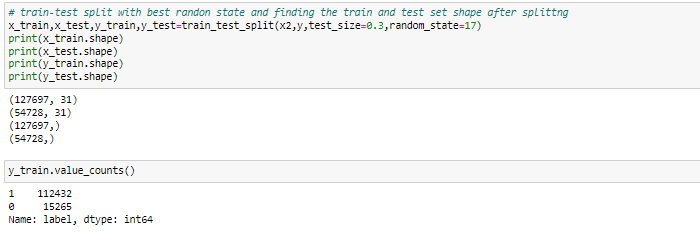 # train-test split with best randon state and finding the train and test set shape after splittng
x_train,x_test,y_train,y_test=train_test_split(x2,y,test_size=0.3,random_state=17)
print(x_train.shape)
print(x_test.shape)
print(y_train.shape)
print(y_test.shape)
(127697, 31)
(54728, 31)
(127697,)
(54728,)
y_train.value_counts()
1    112432
0     15265
Name: label, dtype: int64